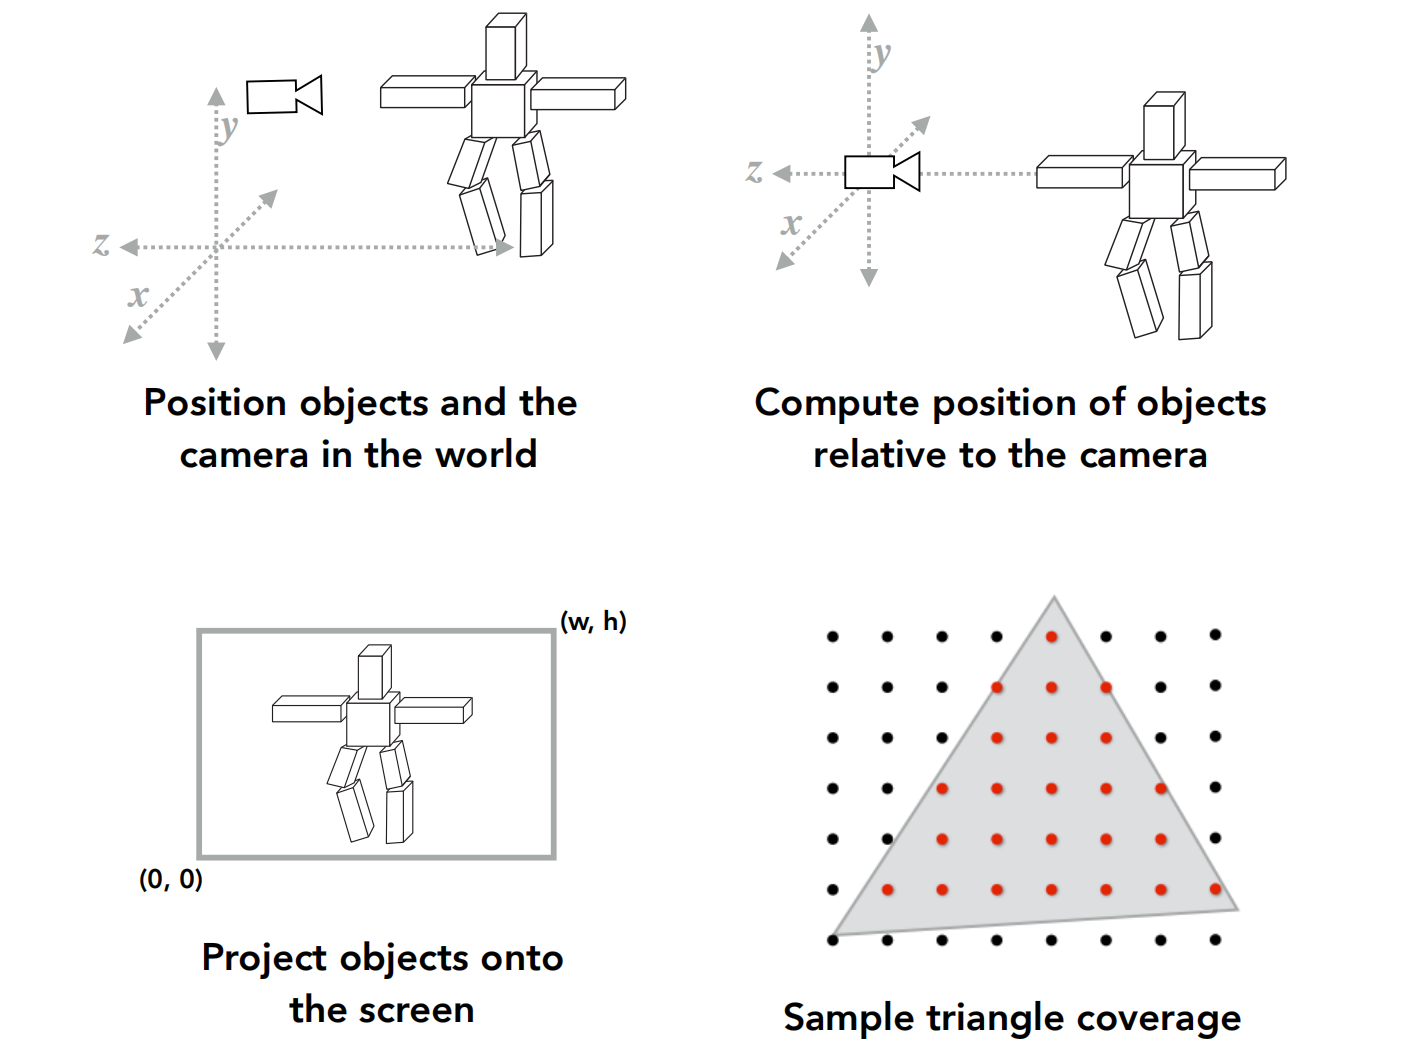 y
z
x
Position objects and the
camera in the world
y
z
x
Compute position of objects
relative to the camera
(w, h)
(0, 0)
Project objects onto
the screen
Sample triangle coverage